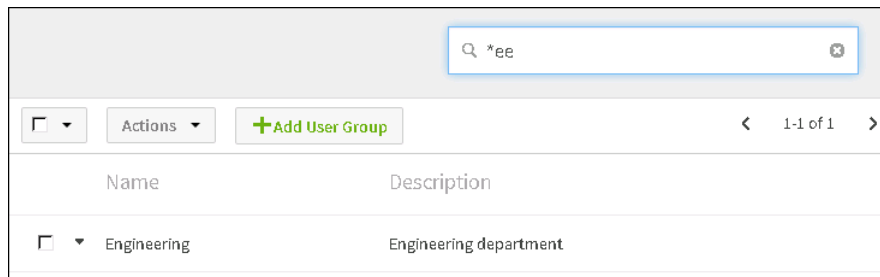 *ee
Actions +Add User Group 1-1 of 1
Name Description
Engineering Engineering department